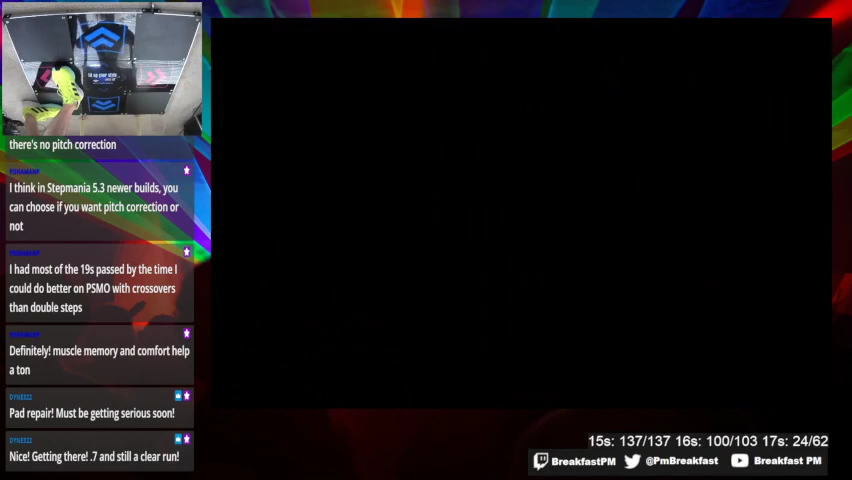 there's no pitch correction
I think in Stepmania 5.3 newer builds, you
can choose if you want pitch correction or
not
I had most of the 19s passed by the time I
could do better on PSMO with crossovers
than double steps
Definitely! muscle memory and comfort help
a ton
DYNE222
Pad repair! Must be getting serious soon!
DYNE222
Nice! Getting there! .7 and still a clear run!
15s: 137/137 16s: 100/103 17s: 24/62
BreakfastPM @PmBreakfast Breakfast PM